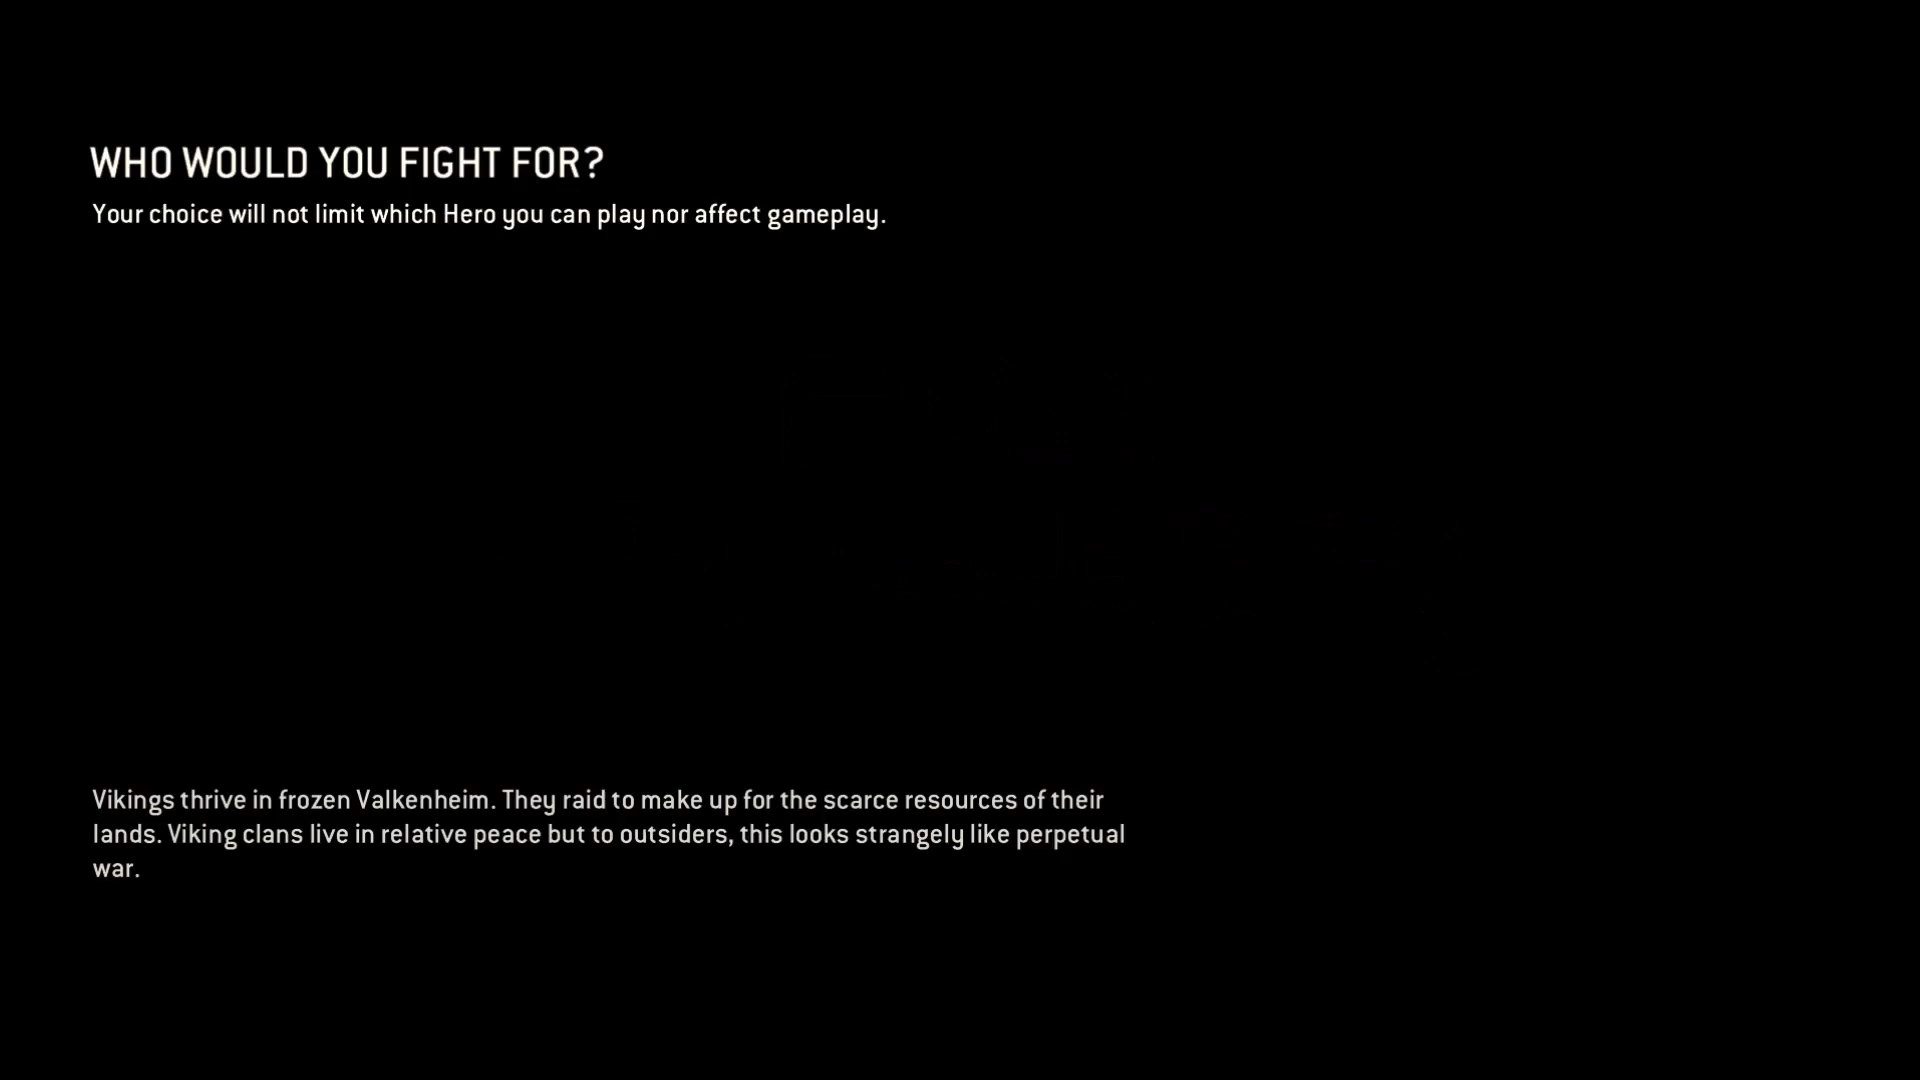 WHO WOULD YOU FIGHT FOR?
Your choice will not limit which Hero you can play nor affect gameplay.
Vikings thrive in frozen Valkenheim. They raid to make up for the scarce resources of their
lands. Viking clans live in relative peace but to outsiders, this looks strangely like perpetual
war.